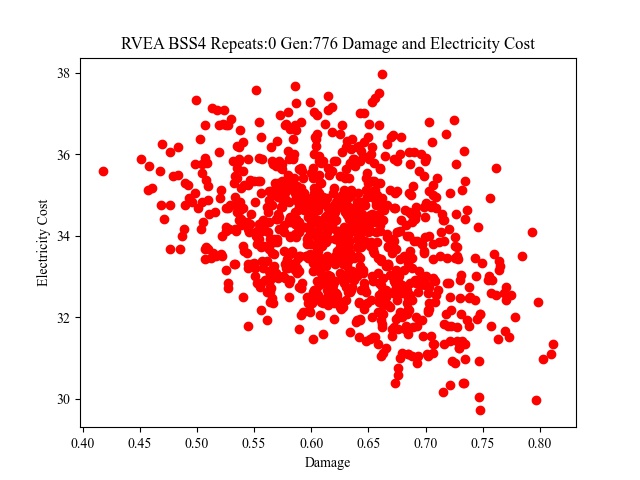 RVEA BSS4 Repeats:0 Gen:776 Damage and Electricity Cost
38
36
34
32
30
Electricity Cost
0.40 0.45 0.50 0.55 0.60 0.65 0.70 0.75 0.80
Damage